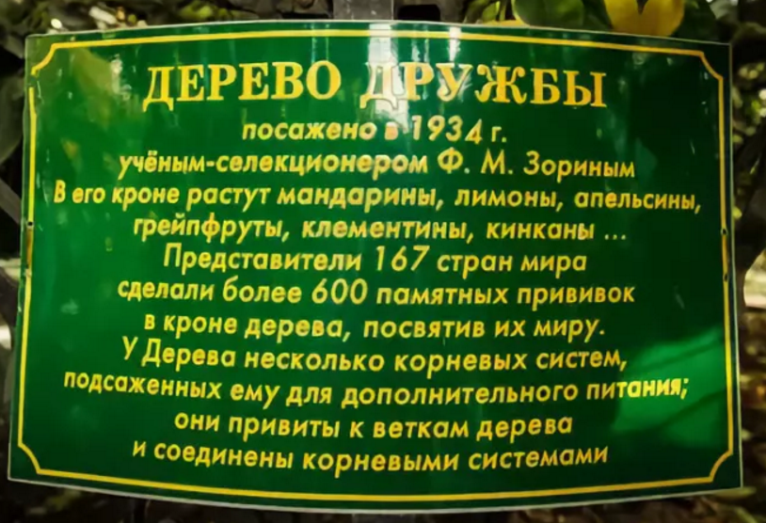 ДЕРЕВО ДРУЖБЫ
посажено в 1934 г.
учёным-селекционером Ф. М. Зориным
В его кроне растут мандарины, лимоны, апельсины,
грейпфруты, клементины, кинканы ...
Представители 167 стран мира
сделали более 600 памятных прививок
в кроне дерева, посвятив их миру.
У Дерева несколько корневых систем,
подсаженных ему для дополнительного питания;
они привиты к веткам дерева
и соединены корневыми системами